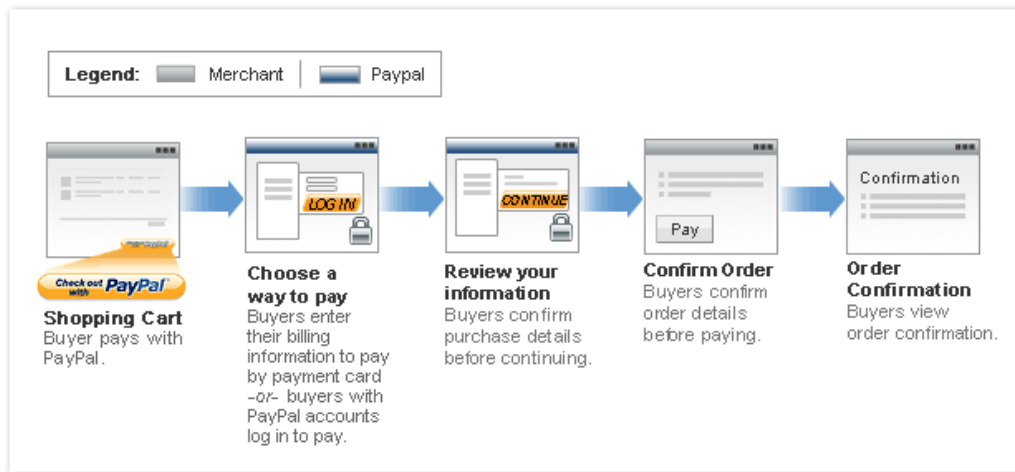 Legend: Merchant Paypal
LOG IN
CONTINUE
Pay
Confirmation
Check out
with PayPal
Shopping Cart
Buyer pays with
PayPal.
Choose a
way to pay
Buyers enter
their billing
information to pay
by payment card
-or- buyers with
PayPal accounts
log in to pay.
Review your
information
Buyers confirm
purchase details
before continuing.
Confirm Order
Buyers confirm
order details
before paying.
Order
Confirmation
Buyers view
order confirmation.